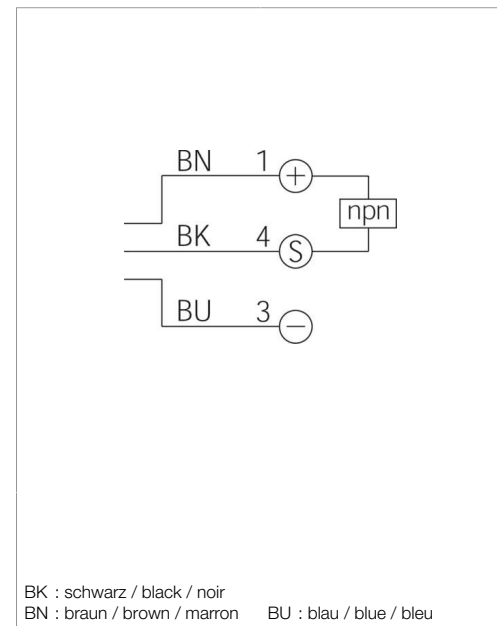 BN 1 +
npn
BK 4 S
BU 3 −
BK : schwarz / black / noir
BN : braun / brown / marron BU : blau / blue / bleu